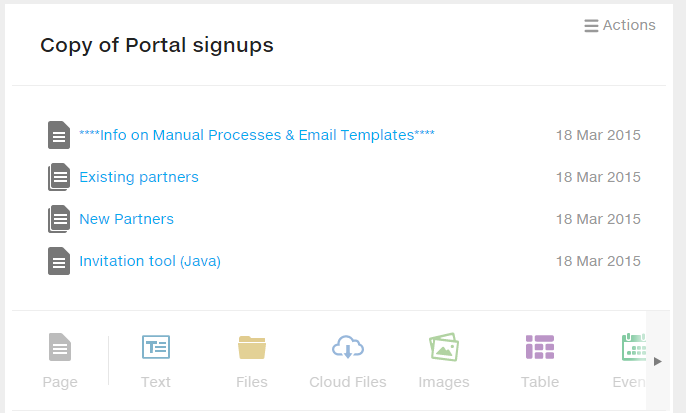 Actions
Copy of Portal signups
****Info on Manual Processes & Email Templates**** 18 Mar 2015
Existing partners 18 Mar 2015
New Partners 18 Mar 2015
Invitation tool (Java) 18 Mar 2015
Page Text Files Cloud Files Images Table Even